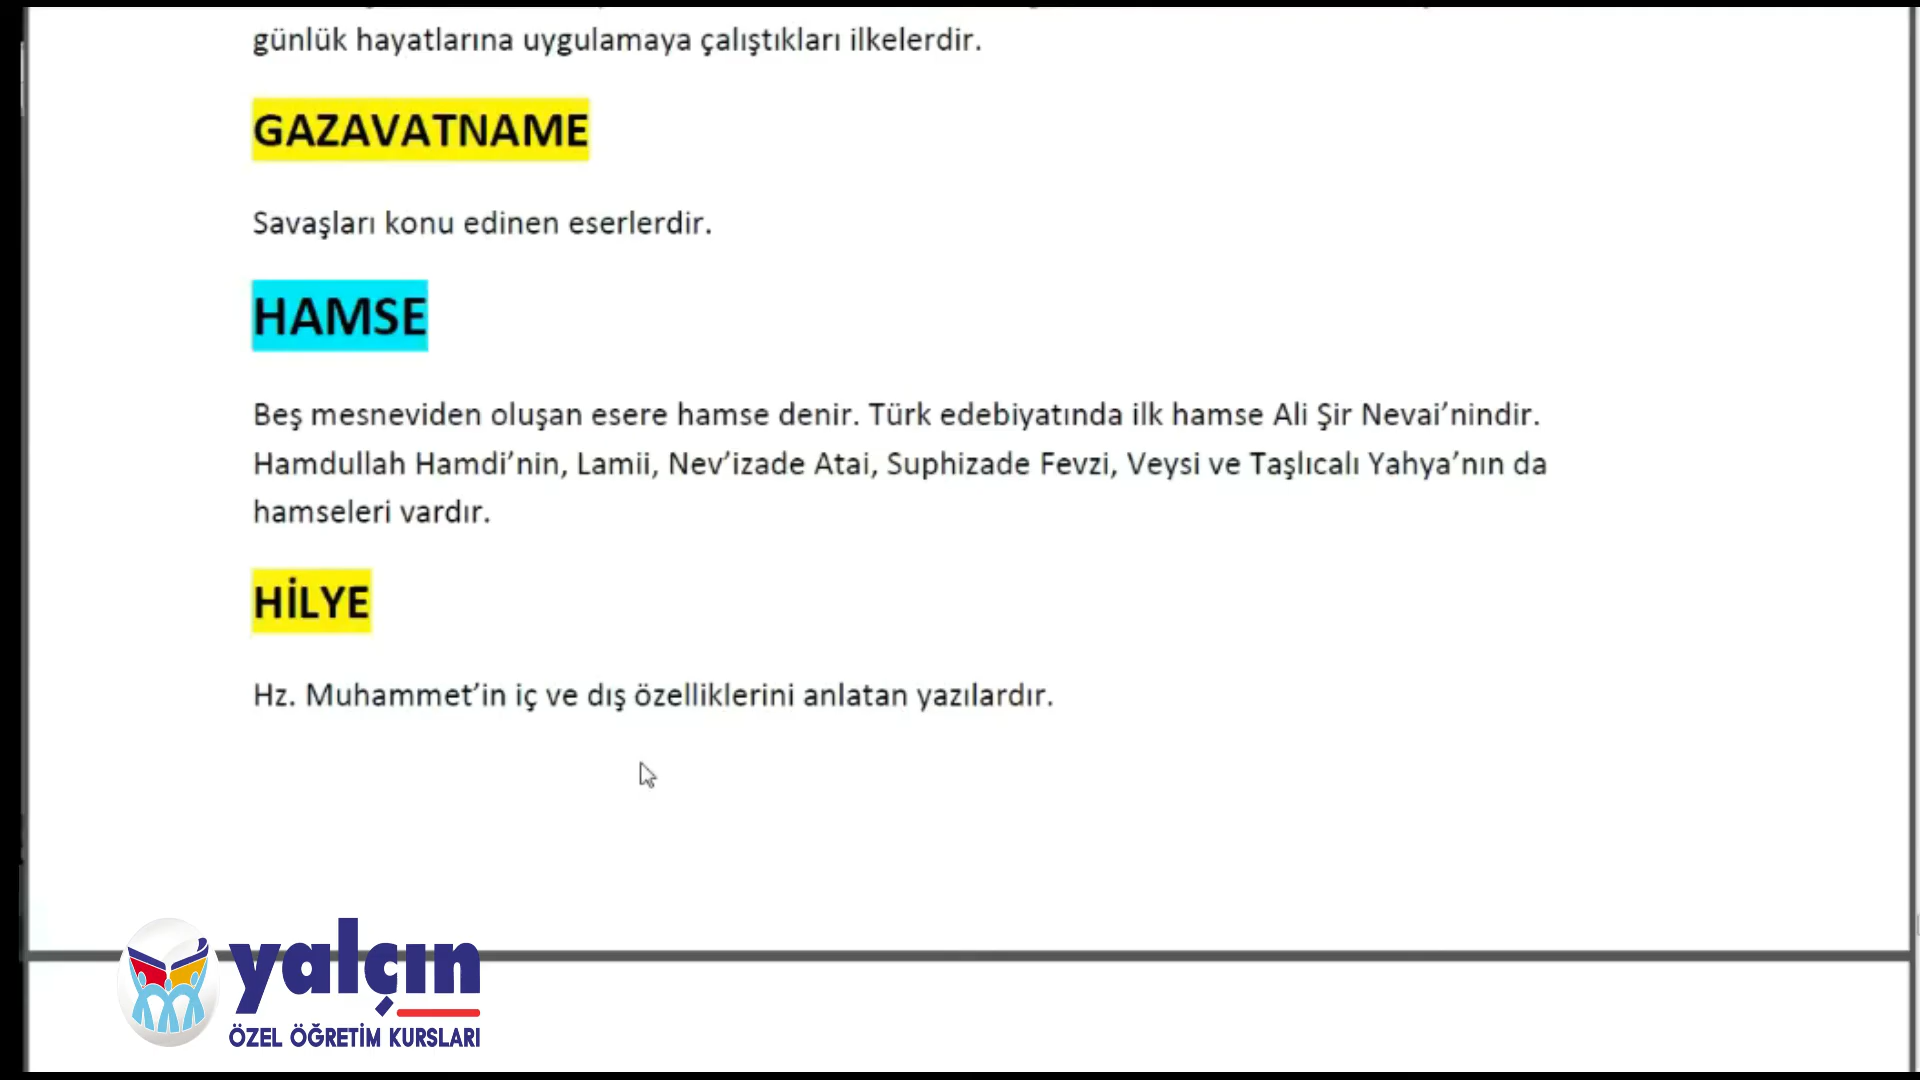 günlük hayatlarına uygulamaya çalıştıkları ilkelerdir.
GAZAVATNAME
Savaşları konu edinen eserlerdir.
HAMSE
Beş mesneviden oluşan esere hamse denir. Türk edebiyatında ilk hamse Ali Şir Nevai’nindir.
Hamdullah Hamdi’nin, Lamii, Nev’izade Atai, Suphizade Fevzi, Veysi ve Taşlıcalı Yahya’nın da
hamseleri vardır.
HİLYE
Hz. Muhammet’in iç ve dış özelliklerini anlatan yazılardır.
yalçın
ÖZEL ÖĞRETİM KURSLARI